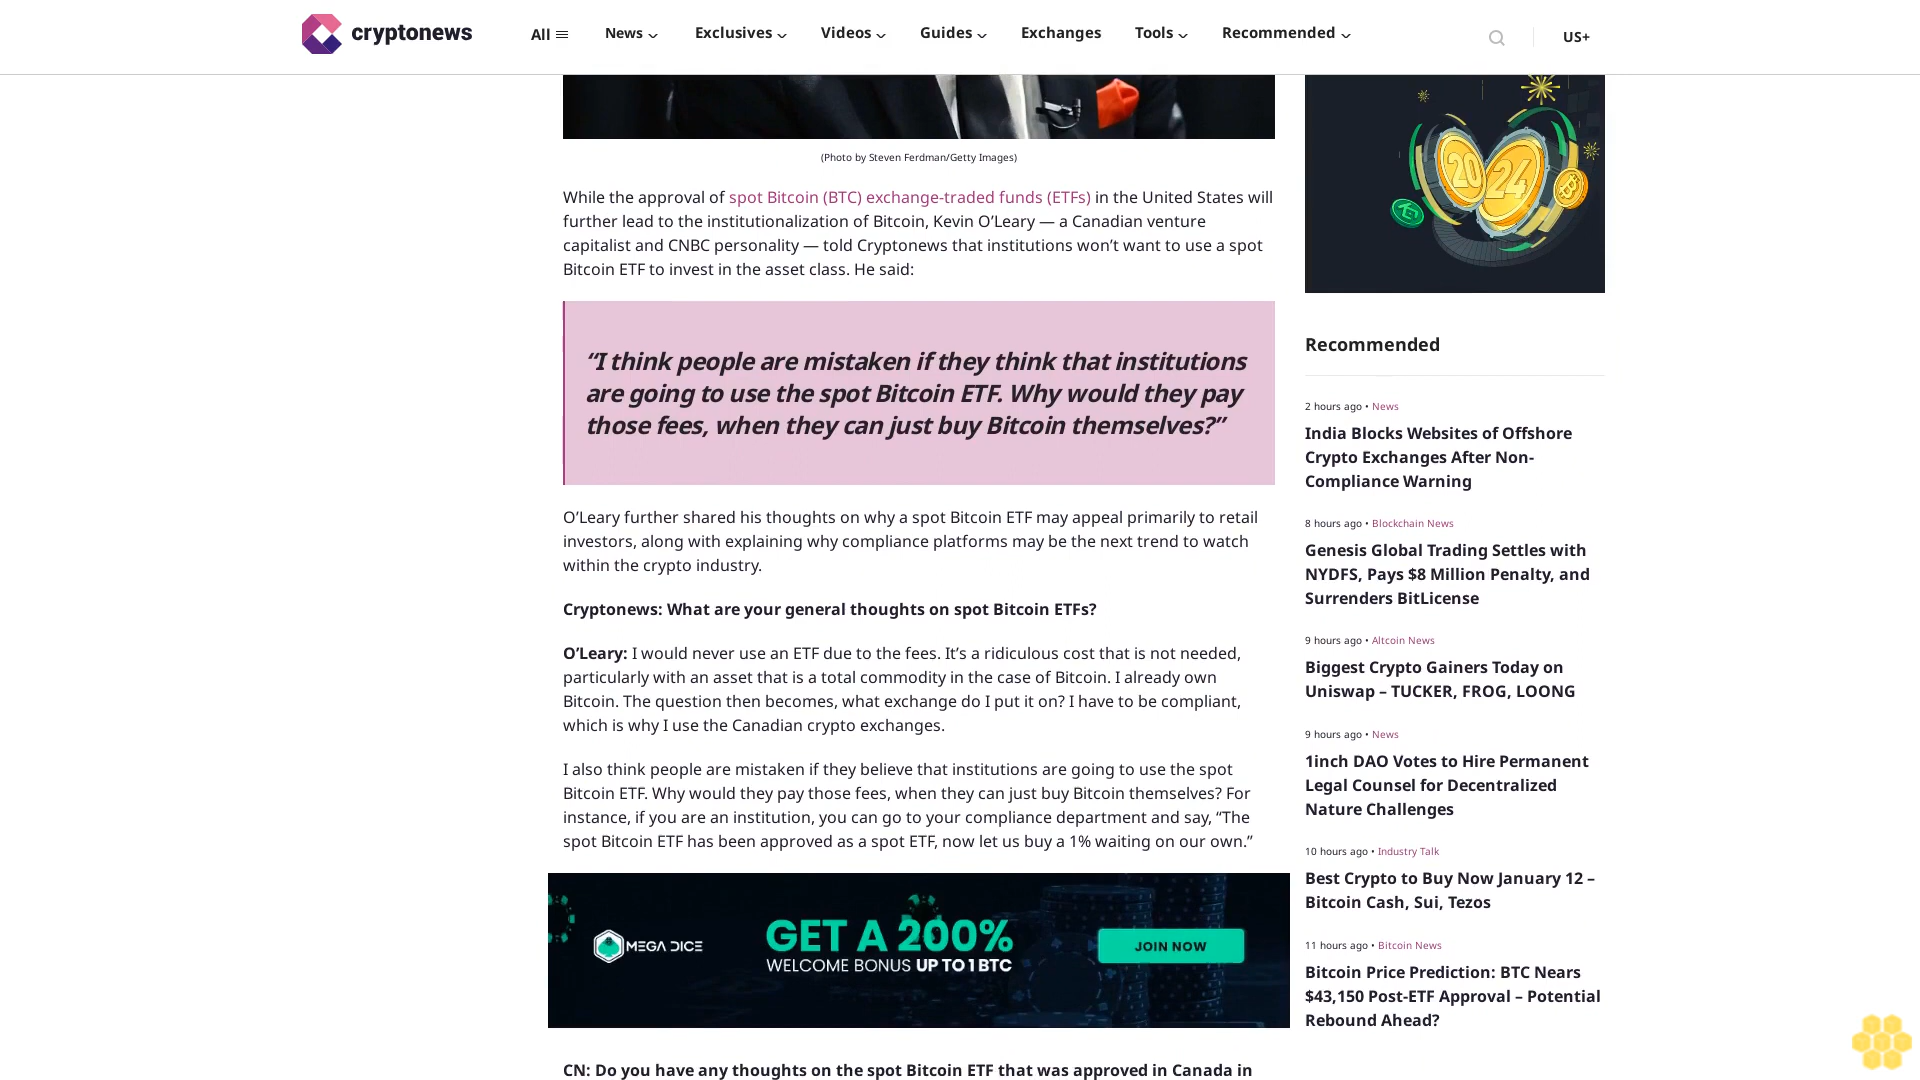 cryptonews
All
News
Exclusives
Videos
Guides
Exchanges
Tools
Recommended
US+
(Photo by Steven Ferdman/Getty Images)
While the approval of spot Bitcoin (BTC) exchange-traded funds (ETFs) in the United States will
further lead to the institutionalization of Bitcoin, Kevin O’Leary — a Canadian venture
capitalist and CNBC personality — told Cryptonews that institutions won’t want to use a spot
Bitcoin ETF to invest in the asset class. He said:
“I think people are mistaken if they think that institutions
are going to use the spot Bitcoin ETF. Why would they pay
those fees, when they can just buy Bitcoin themselves?”
O’Leary further shared his thoughts on why a spot Bitcoin ETF may appeal primarily to retail
investors, along with explaining why compliance platforms may be the next trend to watch
within the crypto industry.
Cryptonews: What are your general thoughts on spot Bitcoin ETFs?
O’Leary: I would never use an ETF due to the fees. It’s a ridiculous cost that is not needed,
particularly with an asset that is a total commodity in the case of Bitcoin. I already own
Bitcoin. The question then becomes, what exchange do I put it on? I have to be compliant,
which is why I use the Canadian crypto exchanges.
I also think people are mistaken if they believe that institutions are going to use the spot
Bitcoin ETF. Why would they pay those fees, when they can just buy Bitcoin themselves? For
instance, if you are an institution, you can go to your compliance department and say, “The
spot Bitcoin ETF has been approved as a spot ETF, now let us buy a 1% waiting on our own.”
MEGA DICE
GET A 200%
WELCOME BONUS UP TO 1 BTC
JOIN NOW
CN: Do you have any thoughts on the spot Bitcoin ETF that was approved in Canada in
20
24
Recommended
2 hours ago • News
India Blocks Websites of Offshore
Crypto Exchanges After Non-
Compliance Warning
8 hours ago • Blockchain News
Genesis Global Trading Settles with
NYDFS, Pays $8 Million Penalty, and
Surrenders BitLicense
9 hours ago • Altcoin News
Biggest Crypto Gainers Today on
Uniswap – TUCKER, FROG, LOONG
9 hours ago • News
1inch DAO Votes to Hire Permanent
Legal Counsel for Decentralized
Nature Challenges
10 hours ago • Industry Talk
Best Crypto to Buy Now January 12 –
Bitcoin Cash, Sui, Tezos
11 hours ago • Bitcoin News
Bitcoin Price Prediction: BTC Nears
$43,150 Post-ETF Approval – Potential
Rebound Ahead?